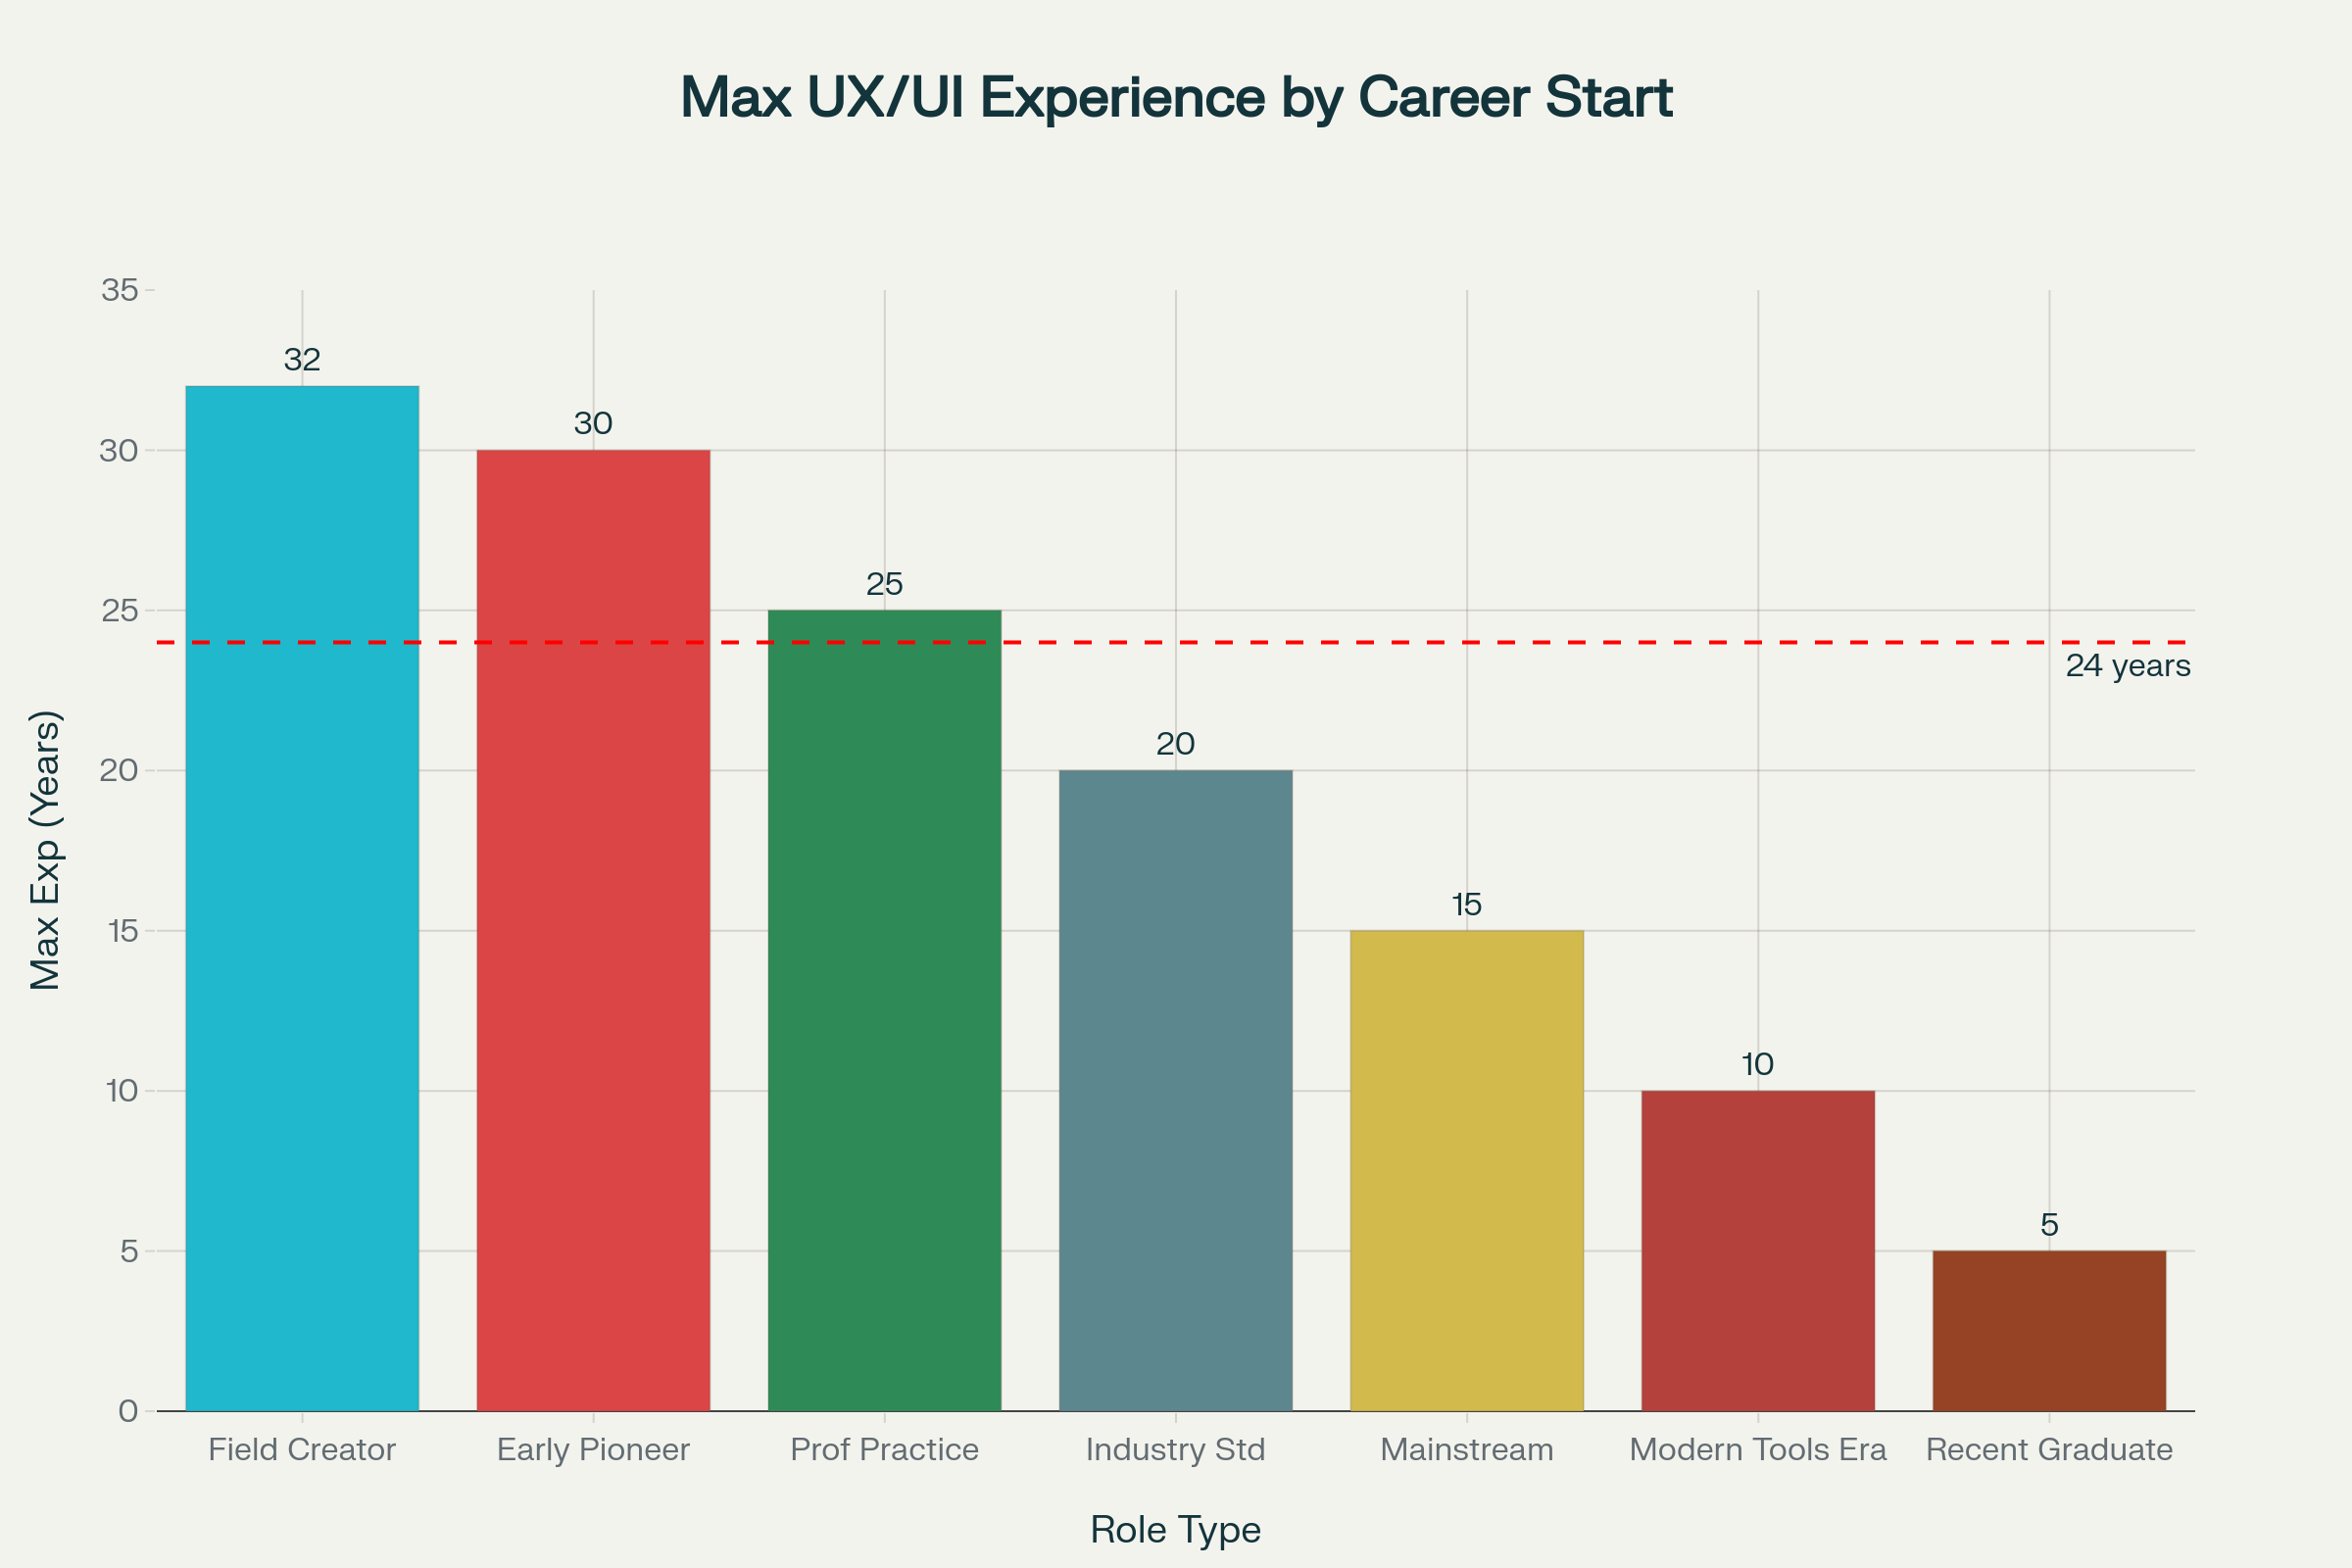 Max UX/UI Experience by Career Start
35
32
30
30
25
25
24 years
20
20
15
15
10
10
5
5
0
Max Exp (Years)
Field Creator
Early Pioneer
Prof Practice
Industry Std
Mainstream
Modern Tools Era
Recent Graduate
Role Type